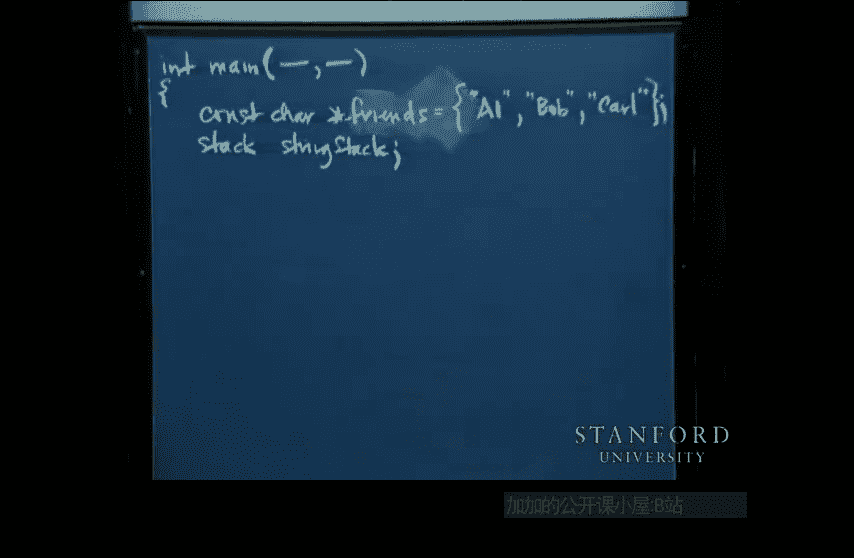 int main(—,—)
{
const char *friends = {"Al", "Bob", "Carl"};
stack stringStack;
STANFORD
UNIVERSITY
加加的公开课小屋:B站